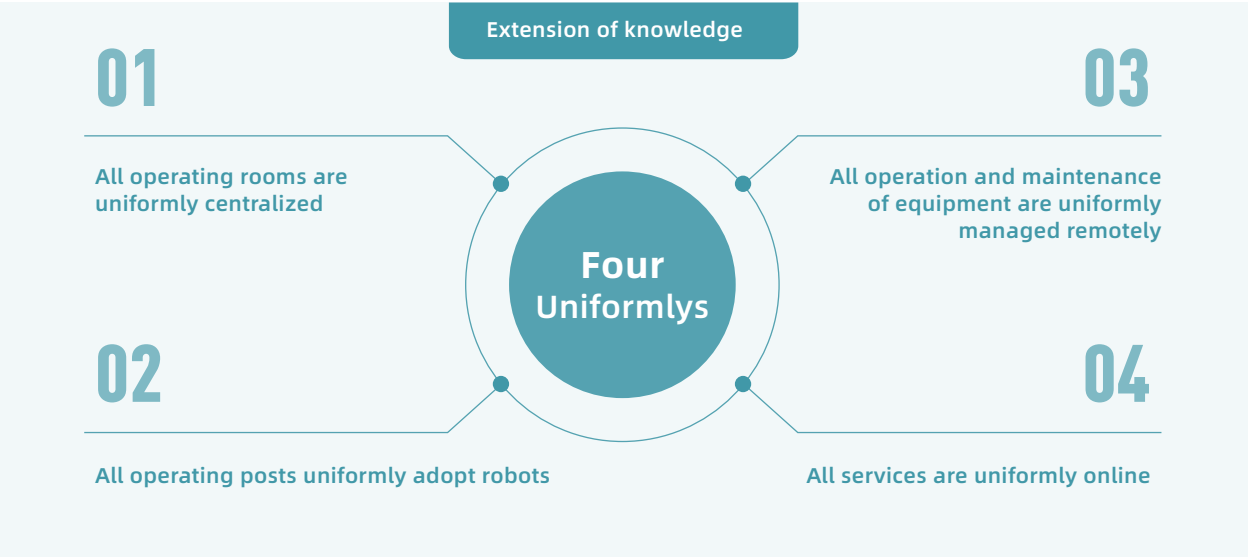 Extension of knowledge
01
All operating rooms are
uniformly centralized
03
All operation and maintenance
of equipment are uniformly
managed remotely
Four
Uniformlys
02
All operating posts uniformly adopt robots
04
All services are uniformly online